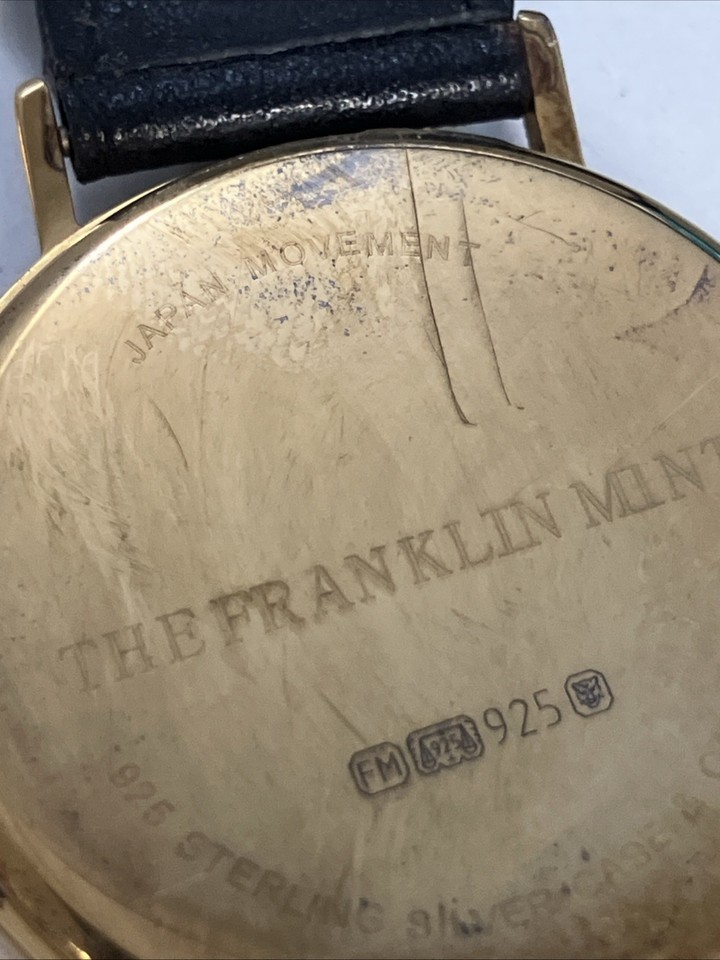 JAPAN MOVEMENT
THE FRANKLIN MINT
FM 925 925
925 STERLING SILVER CASE &